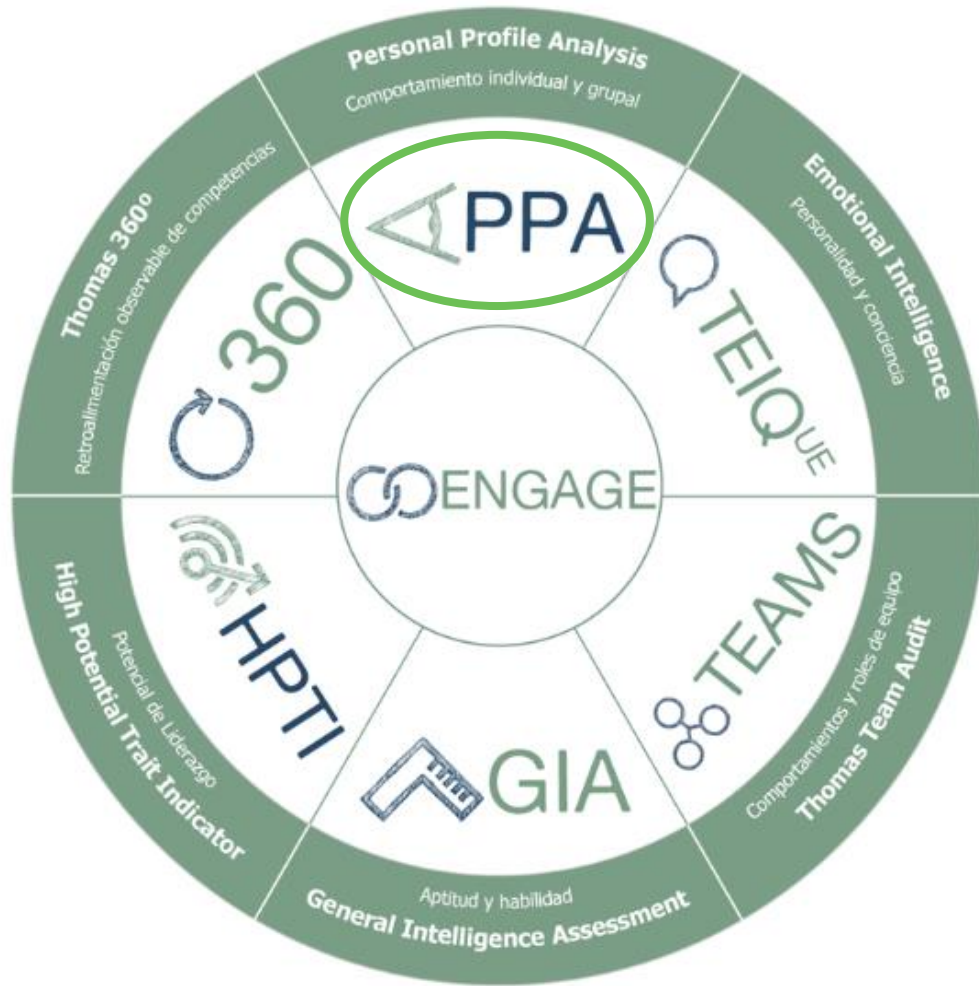 Personal Profile Analysis
Comportamiento individual y grupal
PPA
Emotional Intelligence
Personalidad y conciencia
TEIQUE
Thomas Team Audit
Comportamientos y roles de equipo
TEAMS
General Intelligence Assessment
Aptitud y habilidad
GIA
High Potential Trait Indicator
Potencial de Liderazgo
HPTI
Thomas 360º
Retroalimentación observable de competencias
360
ENGAGE